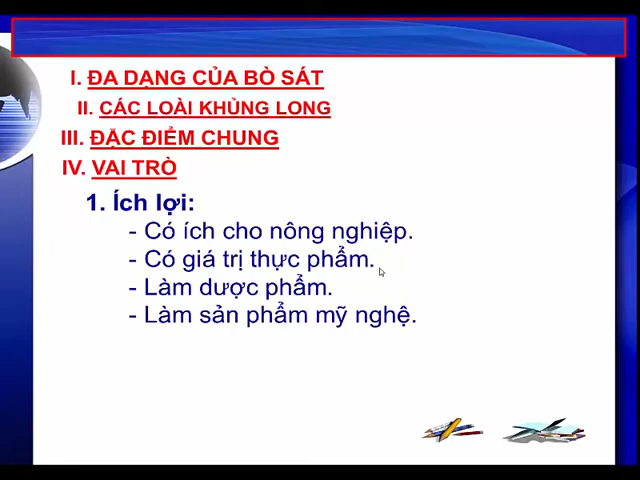 I. ĐA DẠNG CỦA BÒ SÁT
II. CÁC LOÀI KHỦNG LONG
III. ĐẶC ĐIỂM CHUNG
IV. VAI TRÒ
1. Ích lợi:
- Có ích cho nông nghiệp.
- Có giá trị thực phẩm.
- Làm dược phẩm.
- Làm sản phẩm mỹ nghệ.